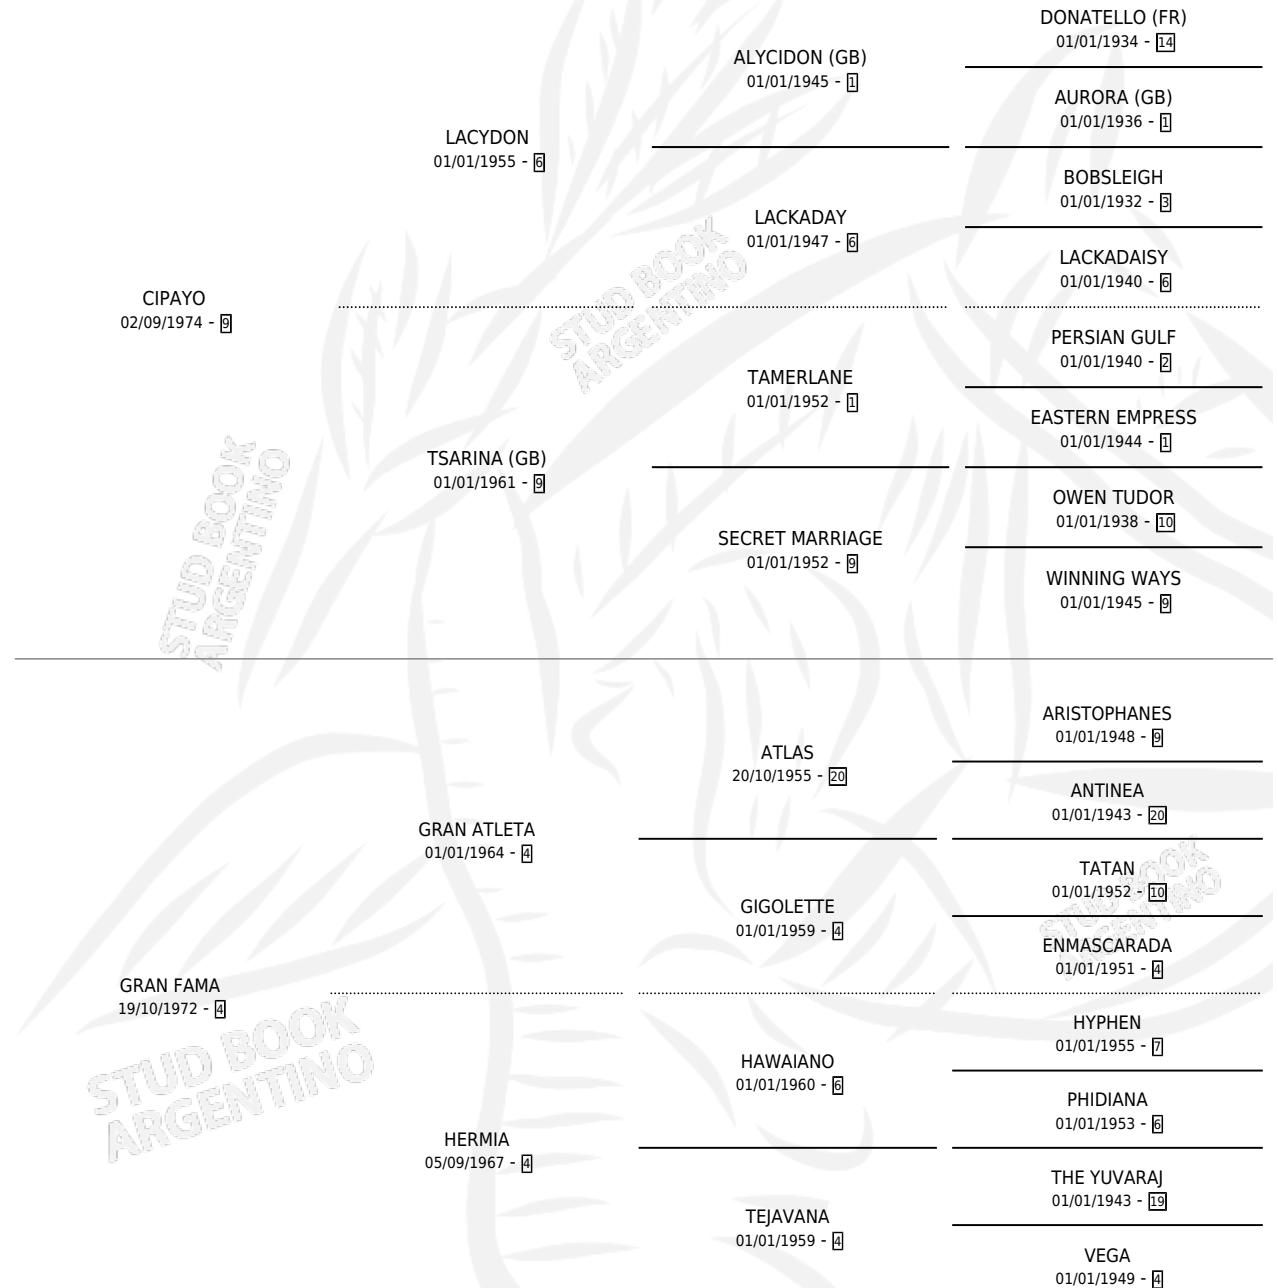 DONATELLO (FR)
01/01/1934 - 14
ALYCIDON (GB)
01/01/1945 - 1
AURORA (GB)
01/01/1936 - 1
LACYDON
01/01/1955 - 6
BOBSLEIGH
01/01/1932 - 3
LACKADAY
01/01/1947 - 6
LACKADAISY
01/01/1940 - 6
CIPAYO
02/09/1974 - 9
PERSIAN GULF
01/01/1940 - 2
TAMERLANE
01/01/1952 - 1
EASTERN EMPRESS
01/01/1944 - 1
TSARINA (GB)
01/01/1961 - 9
OWEN TUDOR
01/01/1938 - 10
SECRET MARRIAGE
01/01/1952 - 9
WINNING WAYS
01/01/1945 - 9
ARISTOPHANES
01/01/1948 - 9
ATLAS
20/10/1955 - 20
ANTINEA
01/01/1943 - 20
GRAN ATLETA
01/01/1964 - 4
TATAN
01/01/1952 - 10
GIGOLETTE
01/01/1959 - 4
ENMASCARADA
01/01/1951 - 4
GRAN FAMA
19/10/1972 - 4
HYPHEN
01/01/1955 - 7
HAWAIANO
01/01/1960 - 6
PHIDIANA
01/01/1953 - 6
HERMIA
05/09/1967 - 4
THE YUVARAJ
01/01/1943 - 19
TEJAVANA
01/01/1959 - 4
VEGA
01/01/1949 - 4
STUD BOOK
ARGENTINO
STUD BOOK
ARGENTINO
STUD BOOK
ARGENTINO
STUD BOOK
ARGENTINO